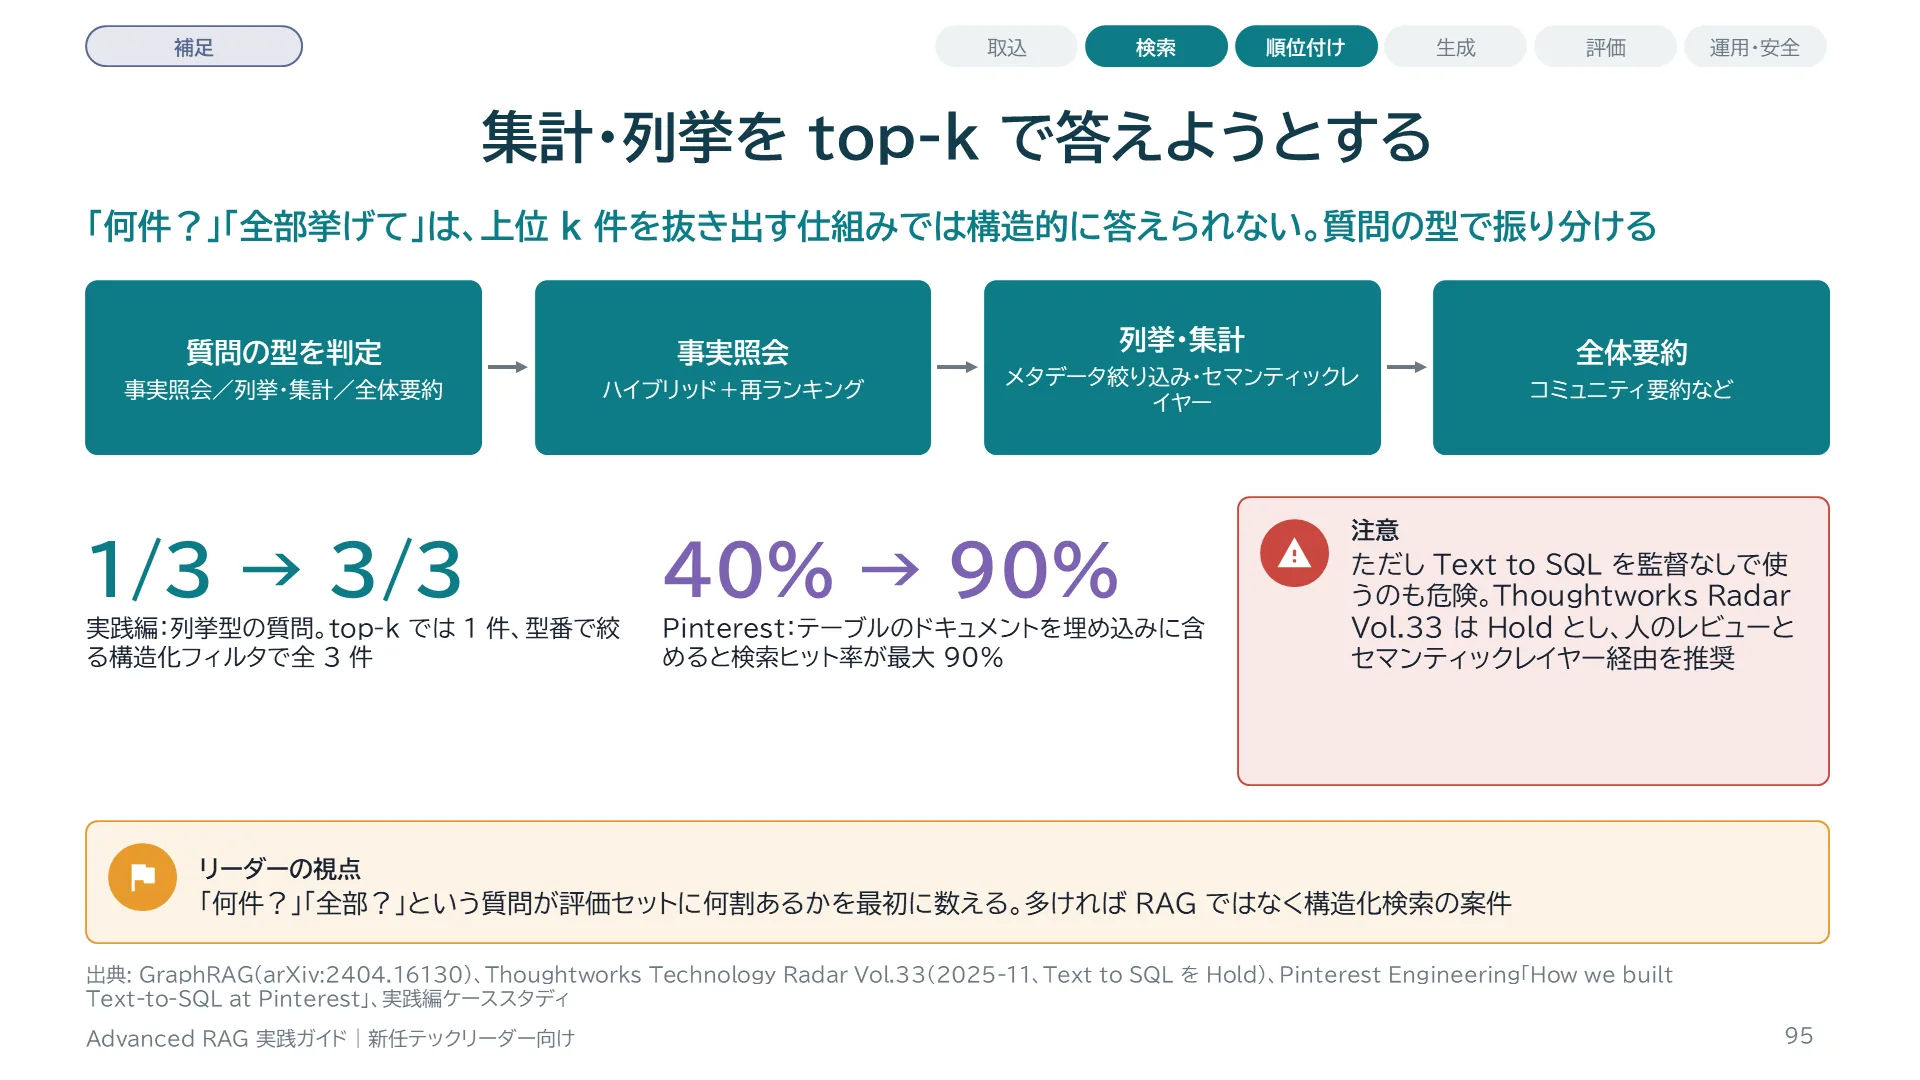 補足
取込
検索
順位付け
生成
評価
運用・安全
集計・列挙を top-k で答えようとする
「何件？」「全部挙げて」は、上位 k 件を抜き出す仕組みでは構造的に答えられない。質問の型で振り分ける
質問の型を判定
事実照会／列挙・集計／全体要約
事実照会
ハイブリッド＋再ランキング
列挙・集計
メタデータ絞り込み・セマンティックレ
イヤー
全体要約
コミュニティ要約など
1/3 → 3/3
実践編：列挙型の質問。top-k では 1 件、型番で絞
る構造化フィルタで全 3 件
40% → 90%
Pinterest：テーブルのドキュメントを埋め込みに含
めると検索ヒット率が最大 90%
注意
ただし Text to SQL を監督なしで使
うのも危険。Thoughtworks Radar
Vol.33 は Hold とし、人のレビューと
セマンティックレイヤー経由を推奨
リーダーの視点
「何件？」「全部？」という質問が評価セットに何割あるかを最初に数える。多ければ RAG ではなく構造化検索の案件
出典: GraphRAG（arXiv:2404.16130）、Thoughtworks Technology Radar Vol.33（2025-11、Text to SQL を Hold）、Pinterest Engineering「How we built
Text-to-SQL at Pinterest」、実践編ケーススタディ
Advanced RAG 実践ガイド｜新任テックリーダー向け
95